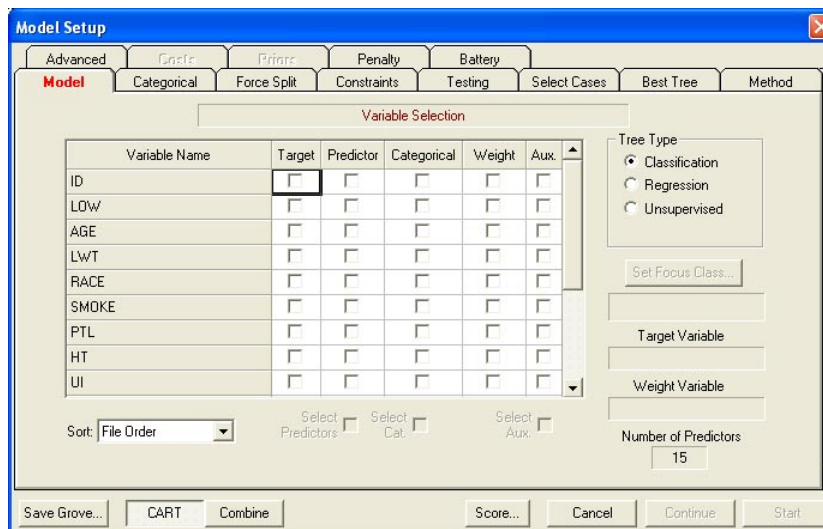 Model Setup
Advanced Costs Priors Penalty Battery
Model Categorical Force Split Constraints Testing Select Cases Best Tree Method
Variable Selection
Tree Type
Variable Name Target Predictor Categorical Weight Aux.
Classification
ID
Regression
LOW
Unsupervised
AGE
LWT
RACE
Set Focus Class...
SMOKE
PTL
Target Variable
HT
UI
Weight Variable
Sort: File Order
Select Predictors
Select Cat.
Select Aux.
Number of Predictors
15
Save Grove... CART Combine Score... Cancel Continue Start